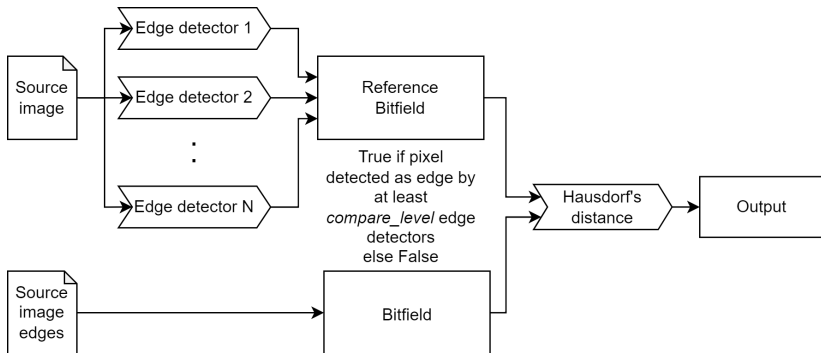 Edge detector 1
Source
image
Edge detector 2
:
Edge detector N
Reference
Bitfield
True if pixel
detected as edge by
at least
compare_level edge
detectors
else False
Hausdorf's
distance
Output
Source
image
edges
Bitfield